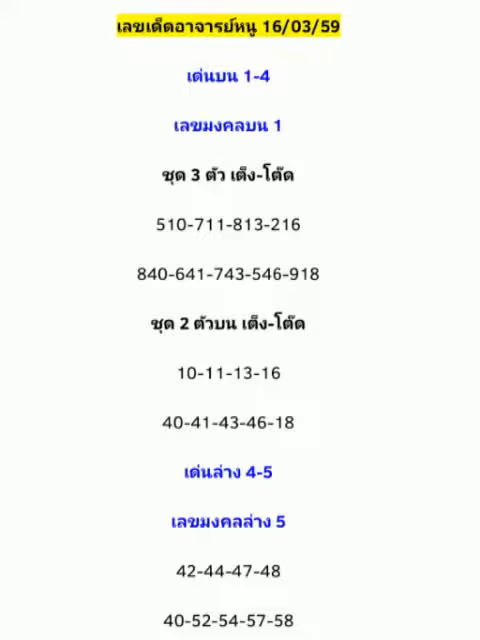 เลขเด็ดอาจารย์หนู 16/03/59
เด่นบน 1-4
เลขมงคลบน 1
ชุด 3 ตัว เต็ง-โต๊ด
510-711-813-216
840-641-743-546-918
ชุด 2 ตัวบน เต็ง-โต๊ด
10-11-13-16
40-41-43-46-18
เด่นล่าง 4-5
เลขมงคลล่าง 5
42-44-47-48
40-52-54-57-58